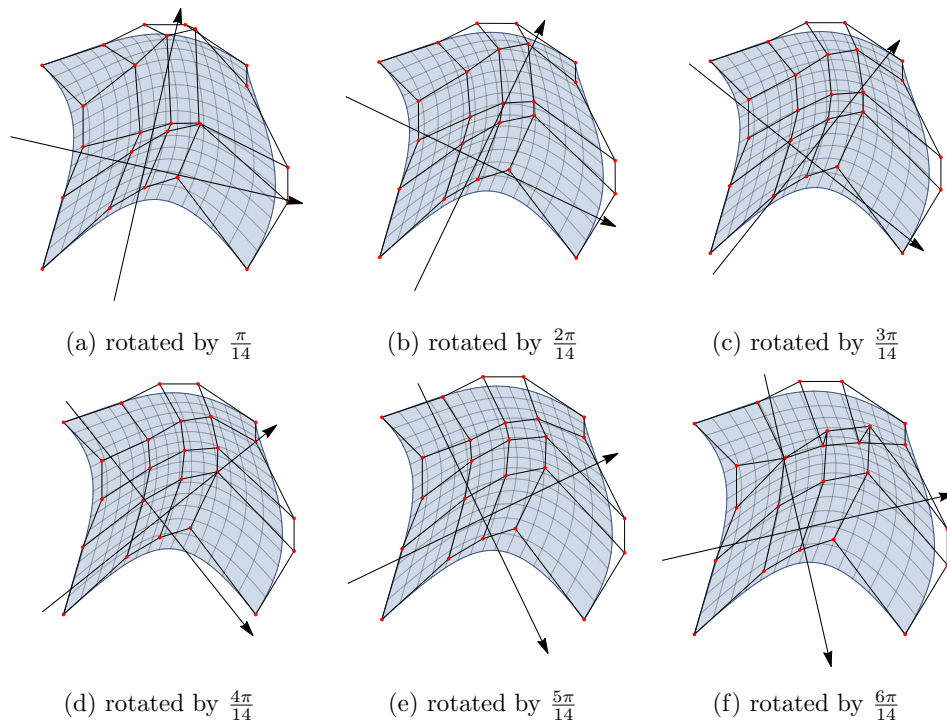 (a) rotated by π/14
(b) rotated by 2π/14
(c) rotated by 3π/14
(d) rotated by 4π/14
(e) rotated by 5π/14
(f) rotated by 6π/14